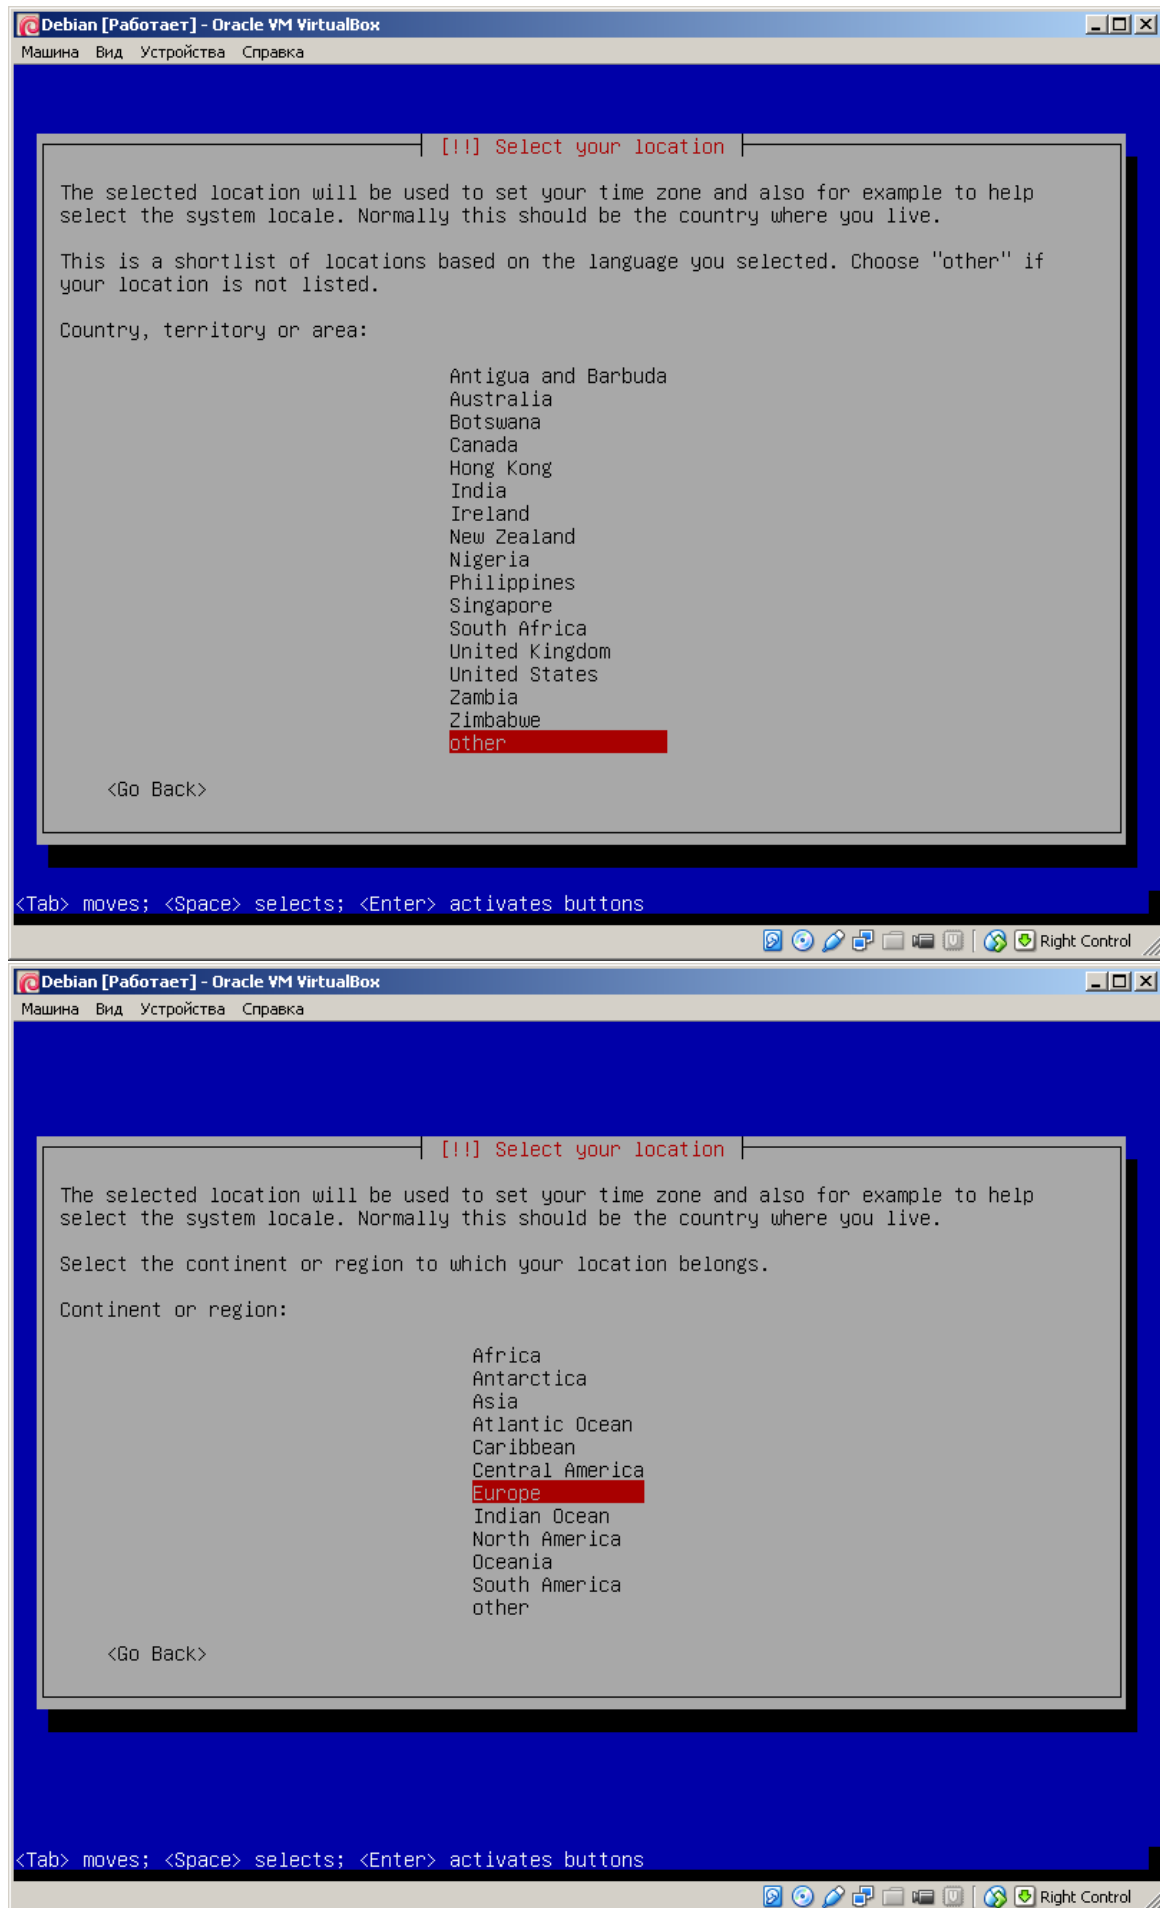 Debian [Работает] - Oracle VM VirtualBox
Машина Вид Устройства Справка
[!!] Select your location
The selected location will be used to set your time zone and also for example to help
select the system locale. Normally this should be the country where you live.
This is a shortlist of locations based on the language you selected. Choose "other" if
your location is not listed.
Country, territory or area:
Antigua and Barbuda
Australia
Botswana
Canada
Hong Kong
India
Ireland
New Zealand
Nigeria
Philippines
Singapore
South Africa
United Kingdom
United States
Zambia
Zimbabwe
other
<Go Back>
<Tab> moves; <Space> selects; <Enter> activates buttons
Right Control
Debian [Работает] - Oracle VM VirtualBox
Машина Вид Устройства Справка
[!!] Select your location
The selected location will be used to set your time zone and also for example to help
select the system locale. Normally this should be the country where you live.
Select the continent or region to which your location belongs.
Continent or region:
Africa
Antarctica
Asia
Atlantic Ocean
Caribbean
Central America
Europe
Indian Ocean
North America
Oceania
South America
other
<Go Back>
<Tab> moves; <Space> selects; <Enter> activates buttons
Right Control